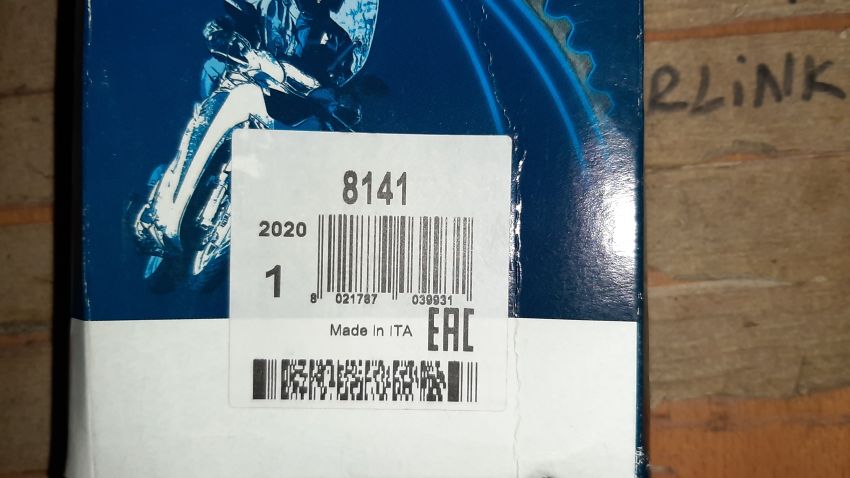 RLINK
8141
2020
1
8 021787 039931
Made in ITA
EAC